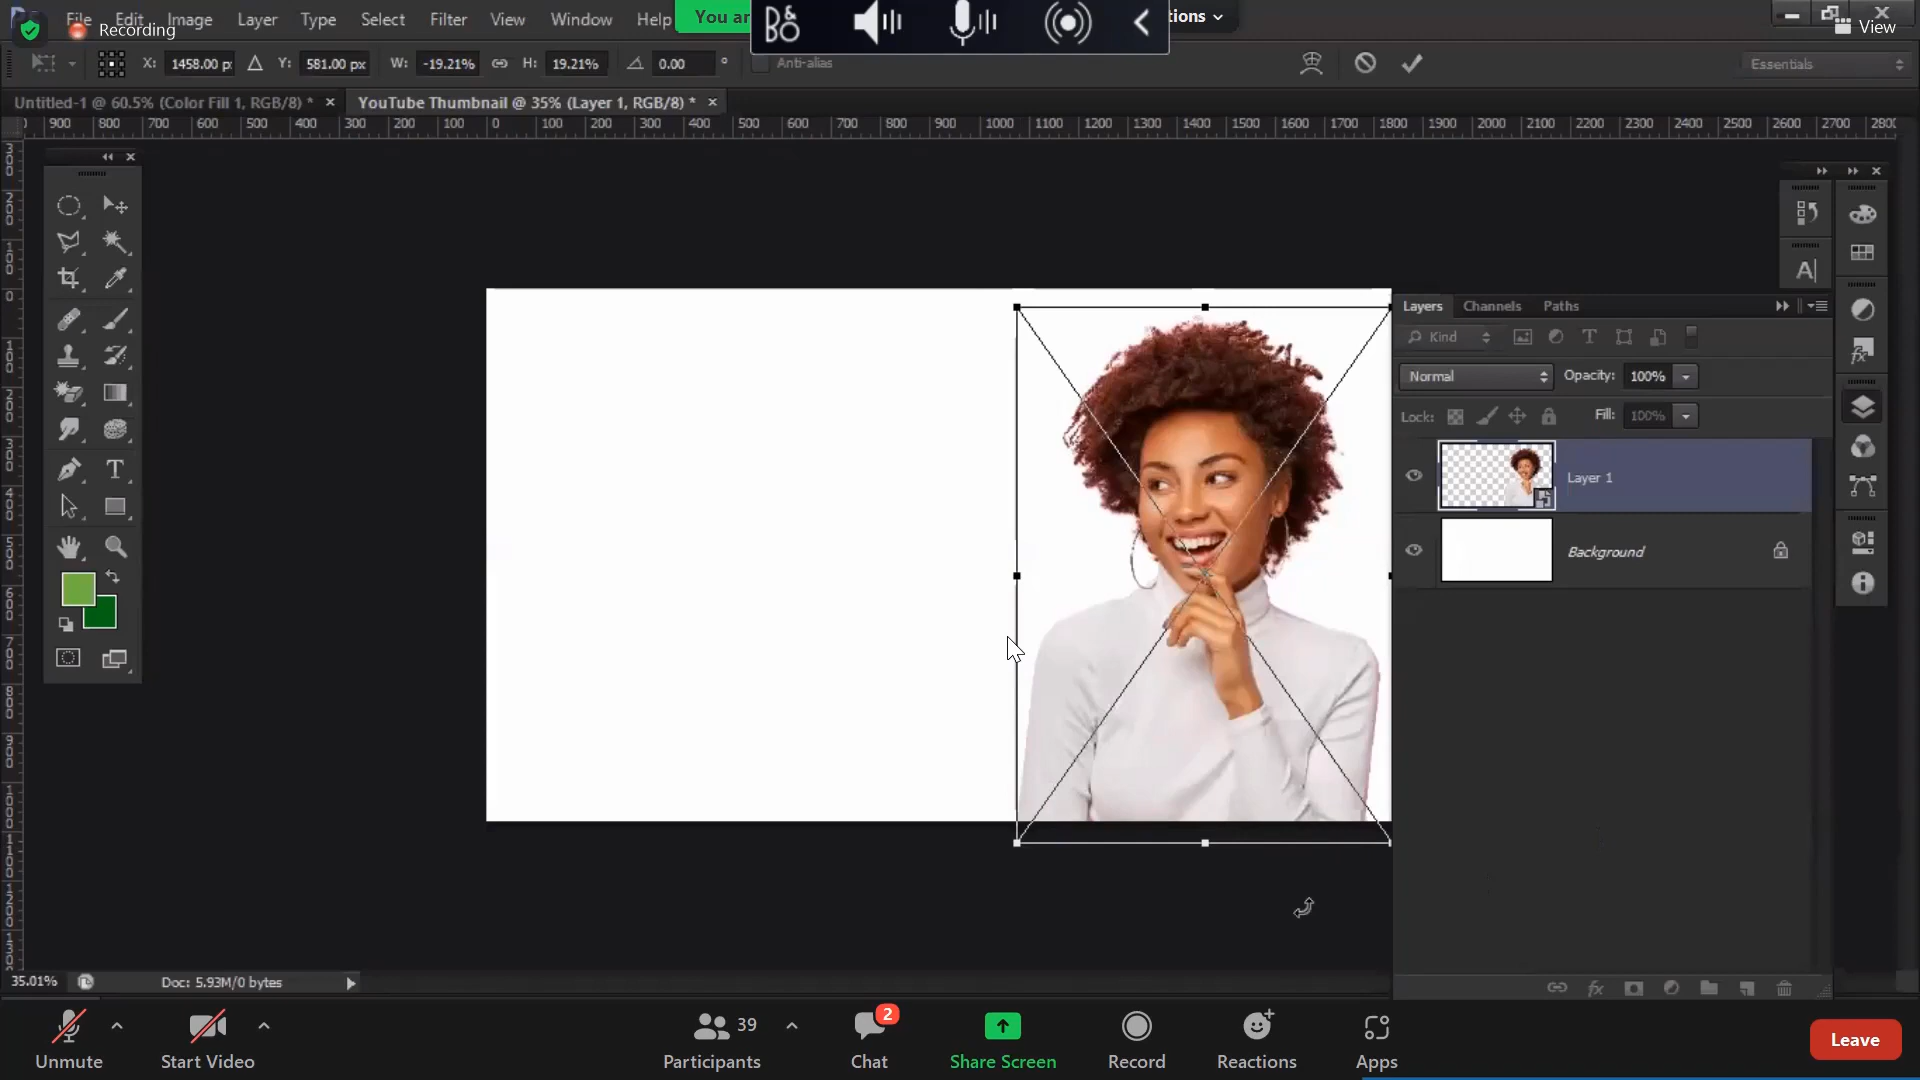 File Edit Image Layer Type Select Filter View Window Help
Recording
You ar
tions
View
X: 1458.00 p Y: 581.00 px W: -19.21% H: 19.21% 0.00 ° Anti-alias
Essentials
Untitled-1 @ 60.5% (Color Fill 1, RGB/8) * × YouTube Thumbnail @ 35% (Layer 1, RGB/8) * ×
900 800 700 600 500 400 300 200 100 0 100 200 300 400 500 600 700 800 900 1000 1100 1200 1300 1400 1500 1600 1700 1800 1900 2000 2100 2200 2300 2400 2500 2600 2700 2800
Layers Channels Paths
Kind
Normal Opacity: 100%
Lock: Fill: 100%
Layer 1
Background
35.01% Doc: 5.93M/0 bytes
39
2
Unmute Start Video Participants Chat Share Screen Record Reactions Apps
Leave